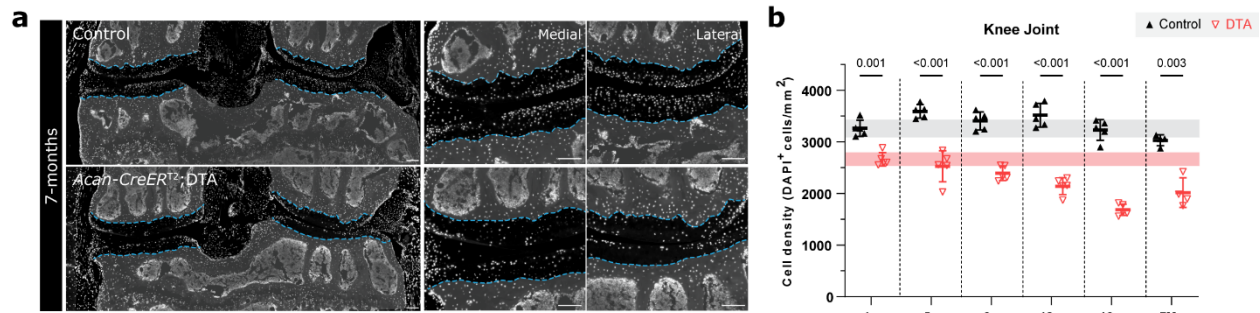 a
7-months
Control
Medial
Lateral
Acan-CreERT2;DTA
b
Control DTA
Knee Joint
0.001 <0.001 <0.001 <0.001 <0.001 0.003
Cell density (DAPI+ cells/mm2)
4000
3000
2000
1000
0